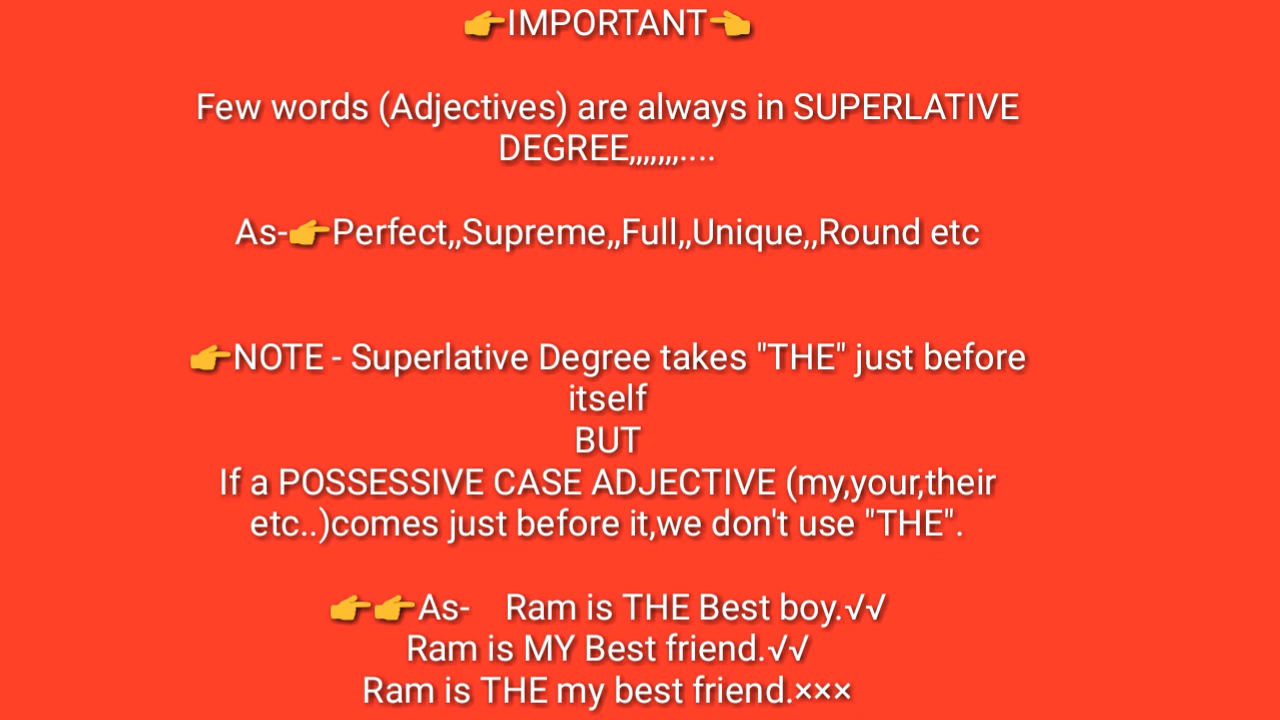 👉IMPORTANT👈
Few words (Adjectives) are always in SUPERLATIVE
DEGREE,,,,,,,....
As-👉Perfect,,Supreme,,Full,,Unique,,Round etc
👉NOTE - Superlative Degree takes "THE" just before
itself
BUT
If a POSSESSIVE CASE ADJECTIVE (my,your,their
etc..)comes just before it,we don't use "THE".
👉👉As-    Ram is THE Best boy.√√
Ram is MY Best friend.√√
Ram is THE my best friend.×××